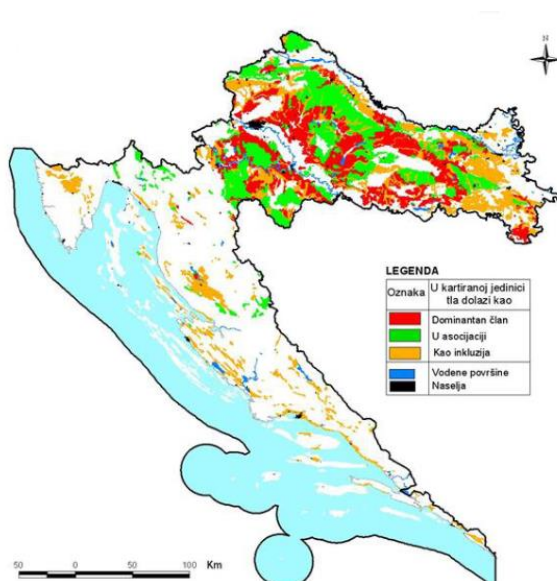 N
LEGENDA
Oznaka
U kartiranoj jedinici
tla dolazi kao
Dominantan član
U asocijaciji
Kao inkluzija
Vodene površine
Naselja
50 0 50 100 Km